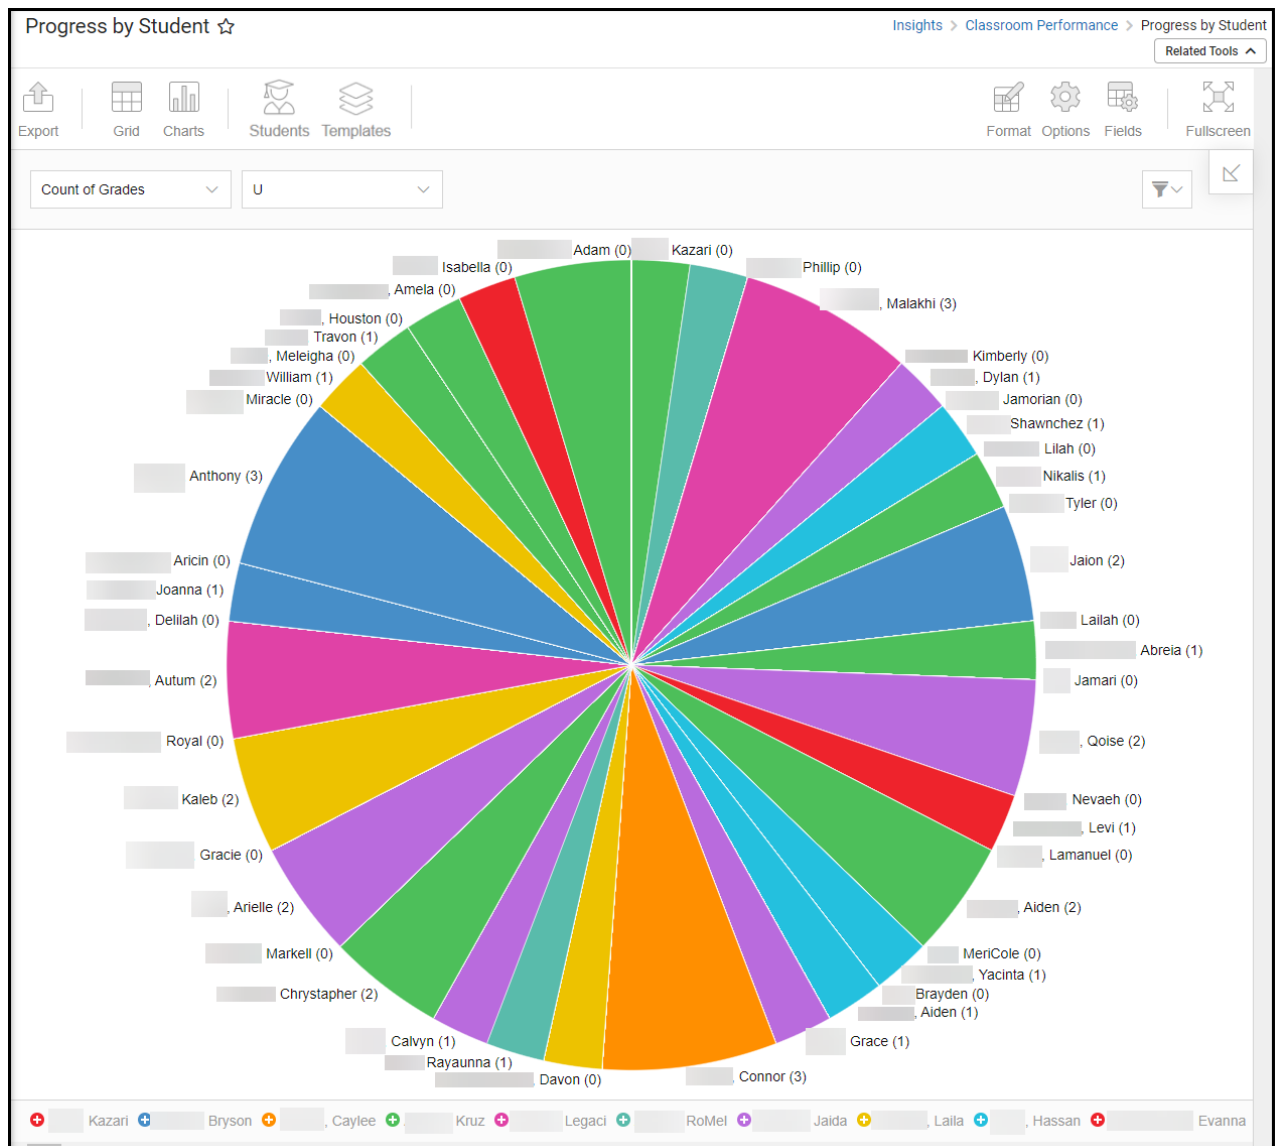 Progress by Student
Insights > Classroom Performance > Progress by Student
Related Tools
Export
Grid
Charts
Students
Templates
Format
Options
Fields
Fullscreen
Count of Grades
U
Adam (0)
Kazari (0)
Isabella (0)
Phillip (0)
, Amela (0)
, Malakhi (3)
, Houston (0)
Travon (1)
, Meleigha (0)
Kimberly (0)
William (1)
, Dylan (1)
Miracle (0)
Jamorian (0)
Shawnchez (1)
Lilah (0)
Anthony (3)
Nikalis (1)
Tyler (0)
Aricin (0)
Jaion (2)
Joanna (1)
, Delilah (0)
Lailah (0)
Abreia (1)
, Autum (2)
Jamari (0)
Royal (0)
, Qoise (2)
Kaleb (2)
Nevaeh (0)
, Levi (1)
Gracie (0)
, Lamanuel (0)
, Arielle (2)
, Aiden (2)
Markell (0)
MeriCole (0)
, Yacinta (1)
Chrystapher (2)
Brayden (0)
, Aiden (1)
Calvyn (1)
Grace (1)
Rayaunna (1)
, Davon (0)
, Connor (3)
Kazari
Bryson
, Caylee
Kruz
Legaci
RoMel
Jaida
, Laila
, Hassan
Evanna